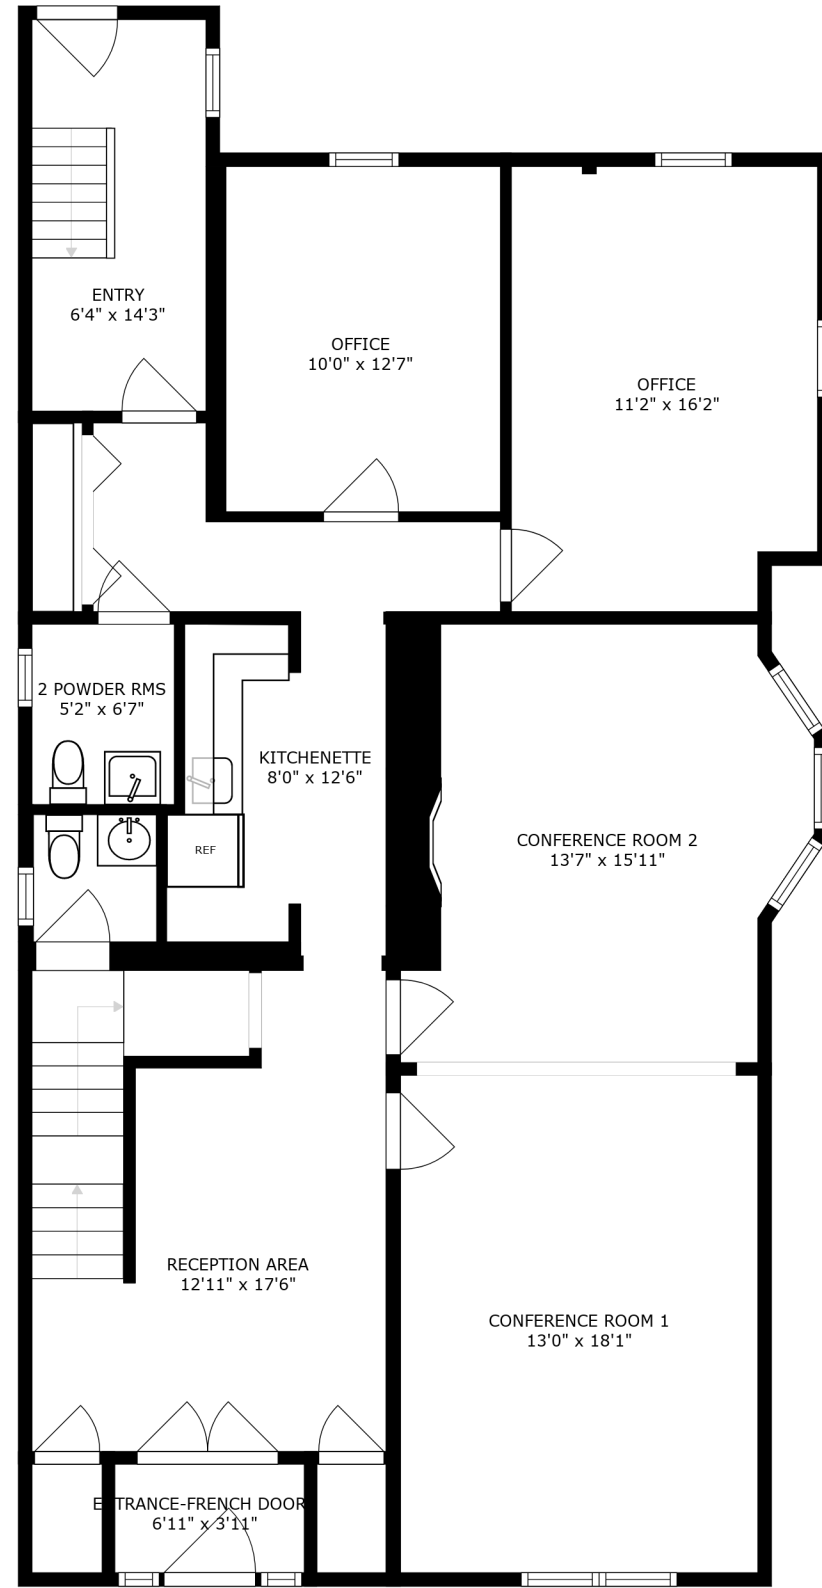 ENTRY
6'4" x 14'3"
OFFICE
10'0" x 12'7"
OFFICE
11'2" x 16'2"
2 POWDER RMS
5'2" x 6'7"
KITCHENETTE
8'0" x 12'6"
REF
CONFERENCE ROOM 2
13'7" x 15'11"
RECEPTION AREA
12'11" x 17'6"
CONFERENCE ROOM 1
13'0" x 18'1"
ENTRANCE-FRENCH DOOR
6'11" x 3'11"